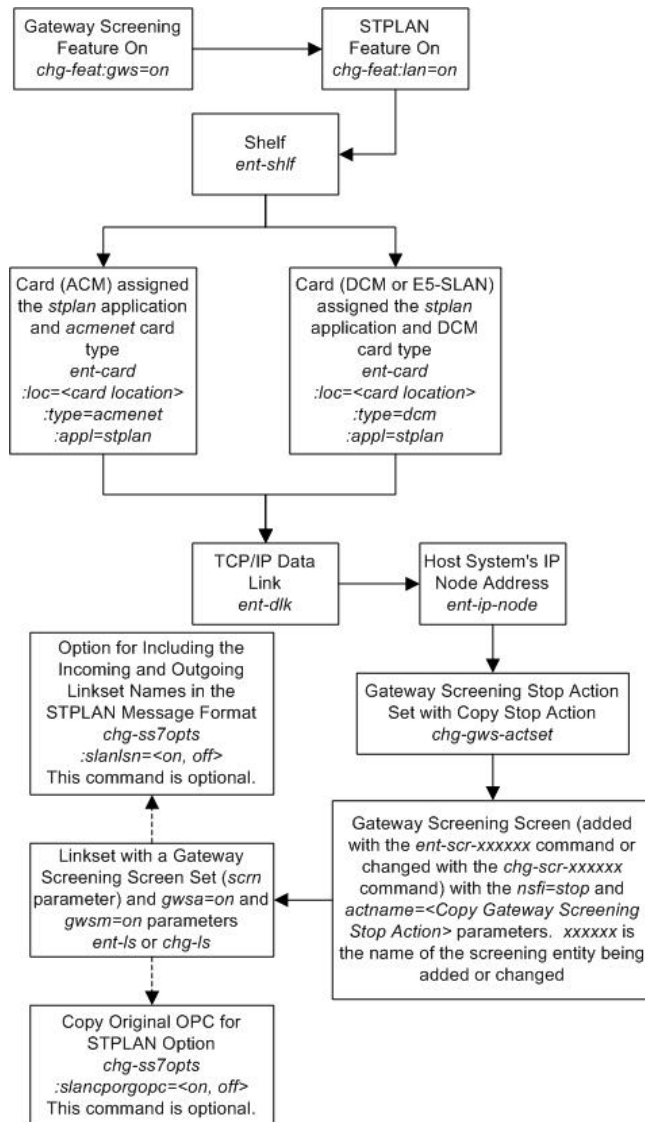 Gateway Screening
Feature On
chg-feat:gws=on
STPLAN
Feature On
chg-feat:lan=on
Shelf
ent-shlf
Card (ACM) assigned
the stplan application
and acmenet card
type
ent-card
:loc=<card location>
:type=acmenet
:appl=stplan
Card (DCM or E5-SLAN)
assigned the stplan
application and DCM
card type
ent-card
:loc=<card location>
:type=dcm
:appl=stplan
TCP/IP Data
Link
ent-dlk
Host System's IP
Node Address
ent-ip-node
Option for Including the
Incoming and Outgoing
Linkset Names in the
STPLAN Message Format
chg-ss7opts
:slanlsn=<on, off>
This command is optional.
Gateway Screening Stop Action
Set with Copy Stop Action
chg-gws-actset
Linkset with a Gateway
Screening Screen Set (scrn
parameter) and gwsa=on and
gwsm=on parameters
ent-ls or chg-ls
Gateway Screening Screen (added
with the ent-scr-xxxxxx command or
changed with the chg-scr-xxxxxx
command) with the nsfi=stop and
actname=<Copy Gateway Screening
Stop Action> parameters. xxxxxx is
the name of the screening entity being
added or changed
Copy Original OPC for
STPLAN Option
chg-ss7opts
:slancporgopc=<on, off>
This command is optional.